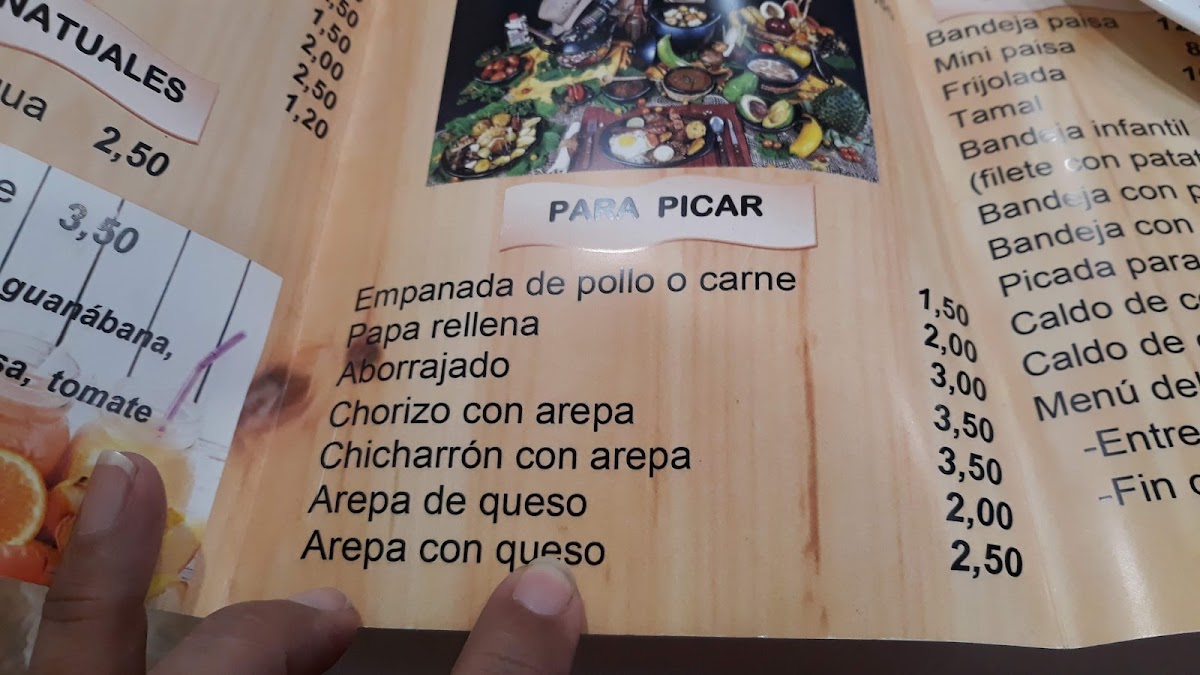 NATUALES
2,50
3,50
guanábana,
tomate
,50
1,50
2,00
2,50
1,20
PARA PICAR
Empanada de pollo o carne 1,50
Papa rellena 2,00
Aborrajado 3,00
Chorizo con arepa 3,50
Chicharrón con arepa 3,50
Arepa de queso 2,00
Arepa con queso 2,50
Bandeja paisa
Mini paisa
Frijolada
Tamal
Bandeja infantil
(filete con patat
Bandeja con
Bandeja con
Picada para
Caldo de
Caldo de
Menú del
-Entre
-Fin